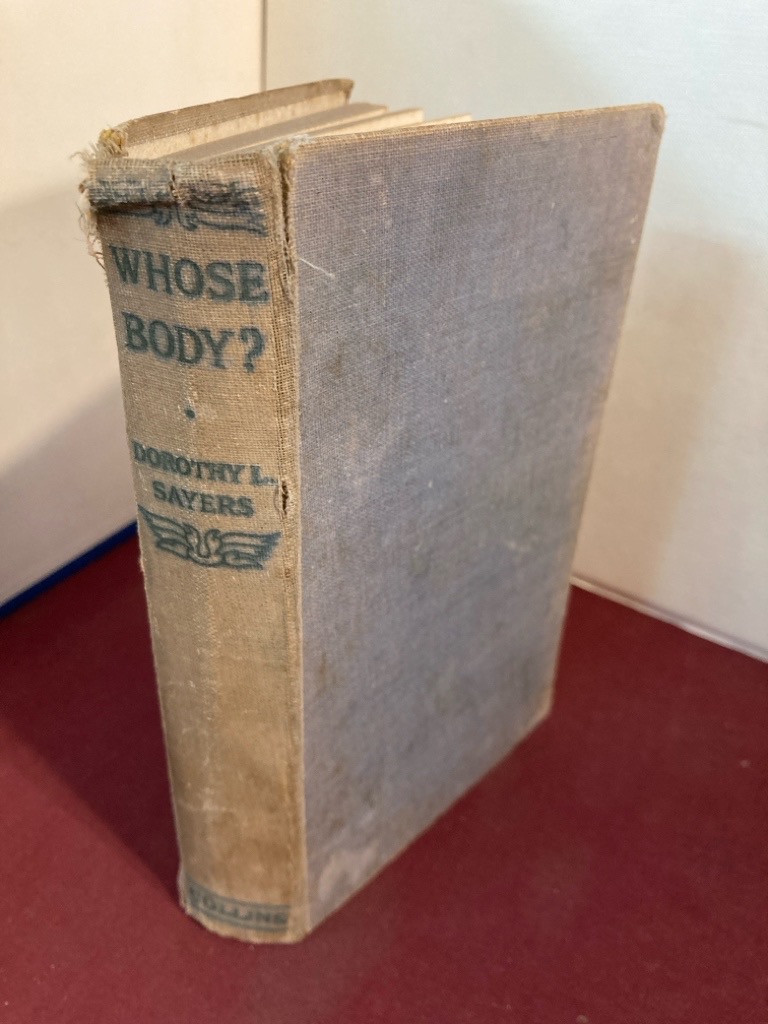 WHOSE
BODY?
DOROTHY L.
SAYERS
COLLINS